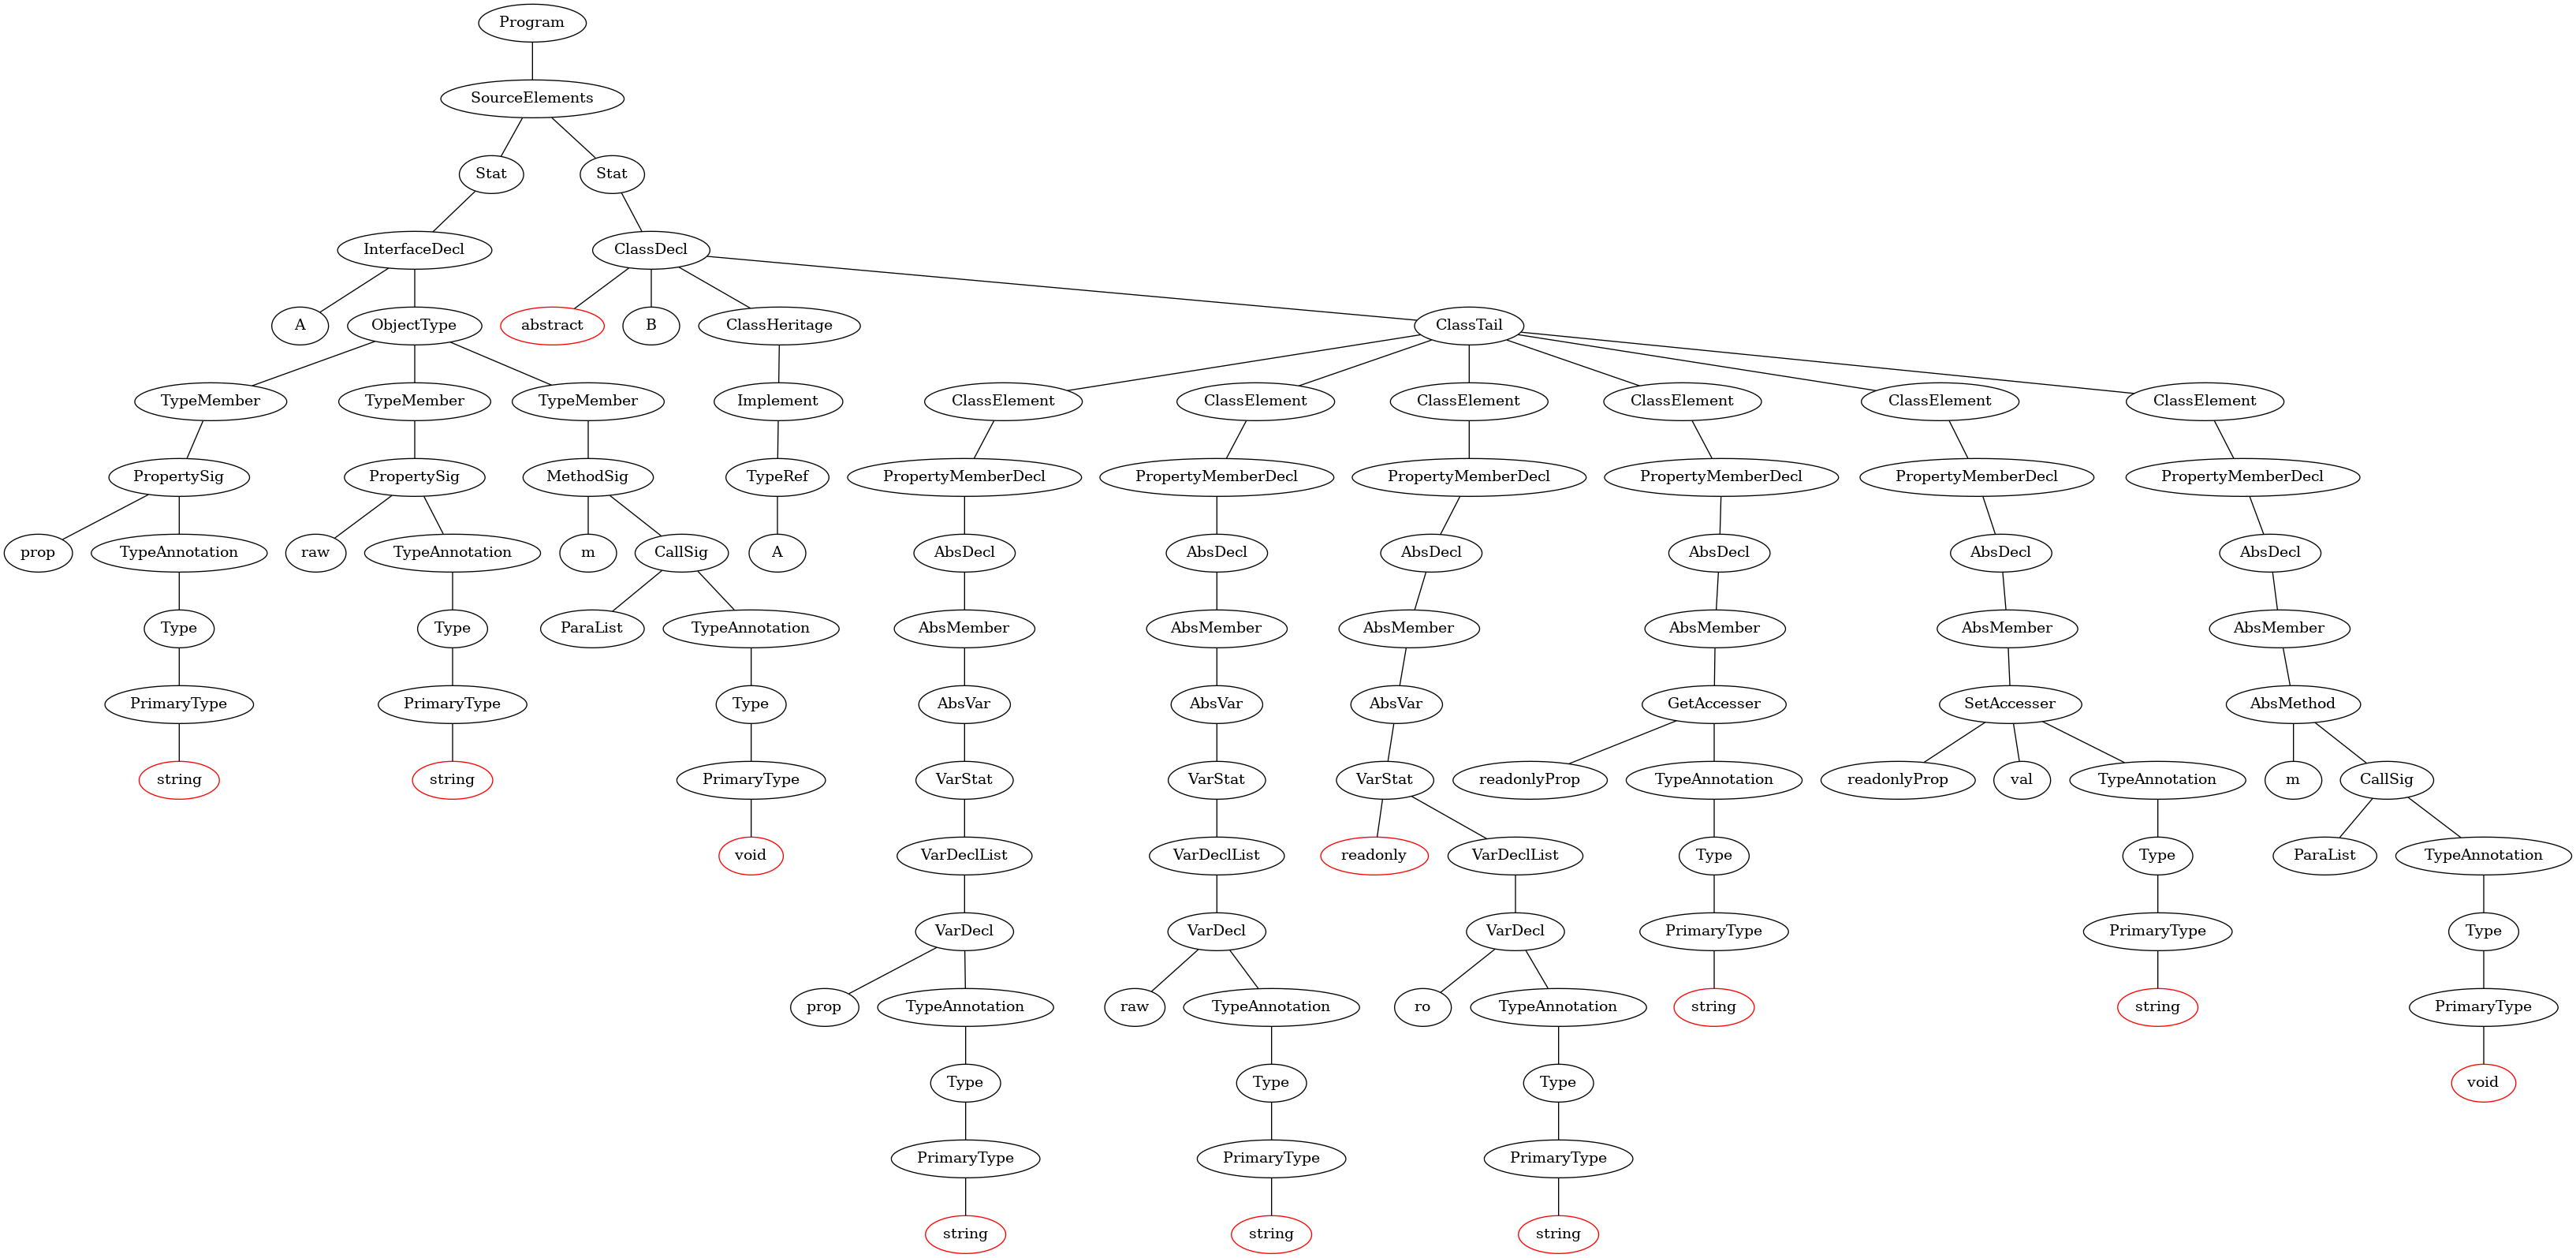 Program
SourceElements
Stat Stat
InterfaceDecl ClassDecl
A ObjectType abstract B ClassHeritage ClassTail
TypeMember TypeMember TypeMember Implement ClassElement ClassElement ClassElement ClassElement ClassElement ClassElement
PropertySig PropertySig MethodSig TypeRef PropertyMemberDecl PropertyMemberDecl PropertyMemberDecl PropertyMemberDecl PropertyMemberDecl PropertyMemberDecl
prop TypeAnnotation raw TypeAnnotation m CallSig A AbsDecl AbsDecl AbsDecl AbsDecl AbsDecl AbsDecl
Type Type ParaList TypeAnnotation AbsMember AbsMember AbsMember AbsMember AbsMember AbsMember
PrimaryType PrimaryType Type AbsVar AbsVar AbsVar GetAccesser SetAccesser AbsMethod
string string PrimaryType VarStat VarStat VarStat readonlyProp TypeAnnotation readonlyProp val TypeAnnotation m CallSig
void VarDeclList VarDeclList readonly VarDeclList Type Type ParaList TypeAnnotation
VarDecl VarDecl VarDecl PrimaryType PrimaryType Type
prop TypeAnnotation raw TypeAnnotation ro TypeAnnotation string string PrimaryType
Type Type Type void
PrimaryType PrimaryType PrimaryType
string string string